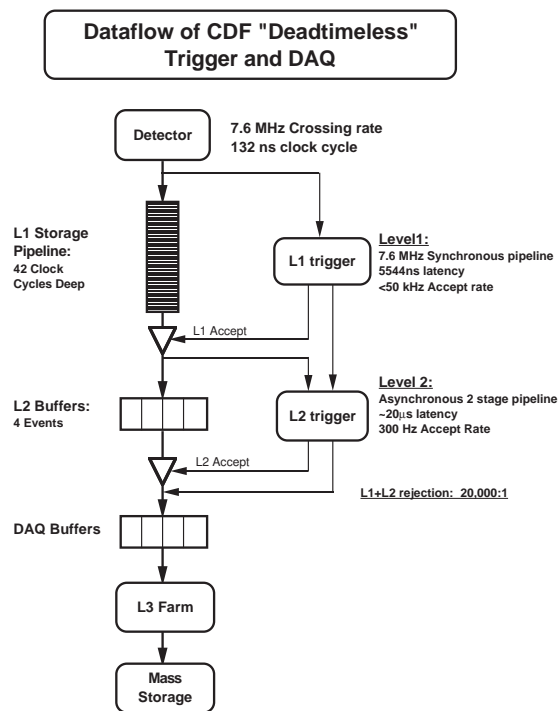 Dataflow of CDF "Deadtimeless"
Trigger and DAQ
Detector
7.6 MHz Crossing rate
132 ns clock cycle
L1 Storage
Pipeline:
42 Clock
Cycles Deep
L1 trigger
Level1:
7.6 MHz Synchronous pipeline
5544ns latency
<50 kHz Accept rate
L1 Accept
L2 Buffers:
4 Events
L2 trigger
Level 2:
Asynchronous 2 stage pipeline
~20μs latency
300 Hz Accept Rate
L2 Accept
L1+L2 rejection: 20,000:1
DAQ Buffers
L3 Farm
Mass
Storage